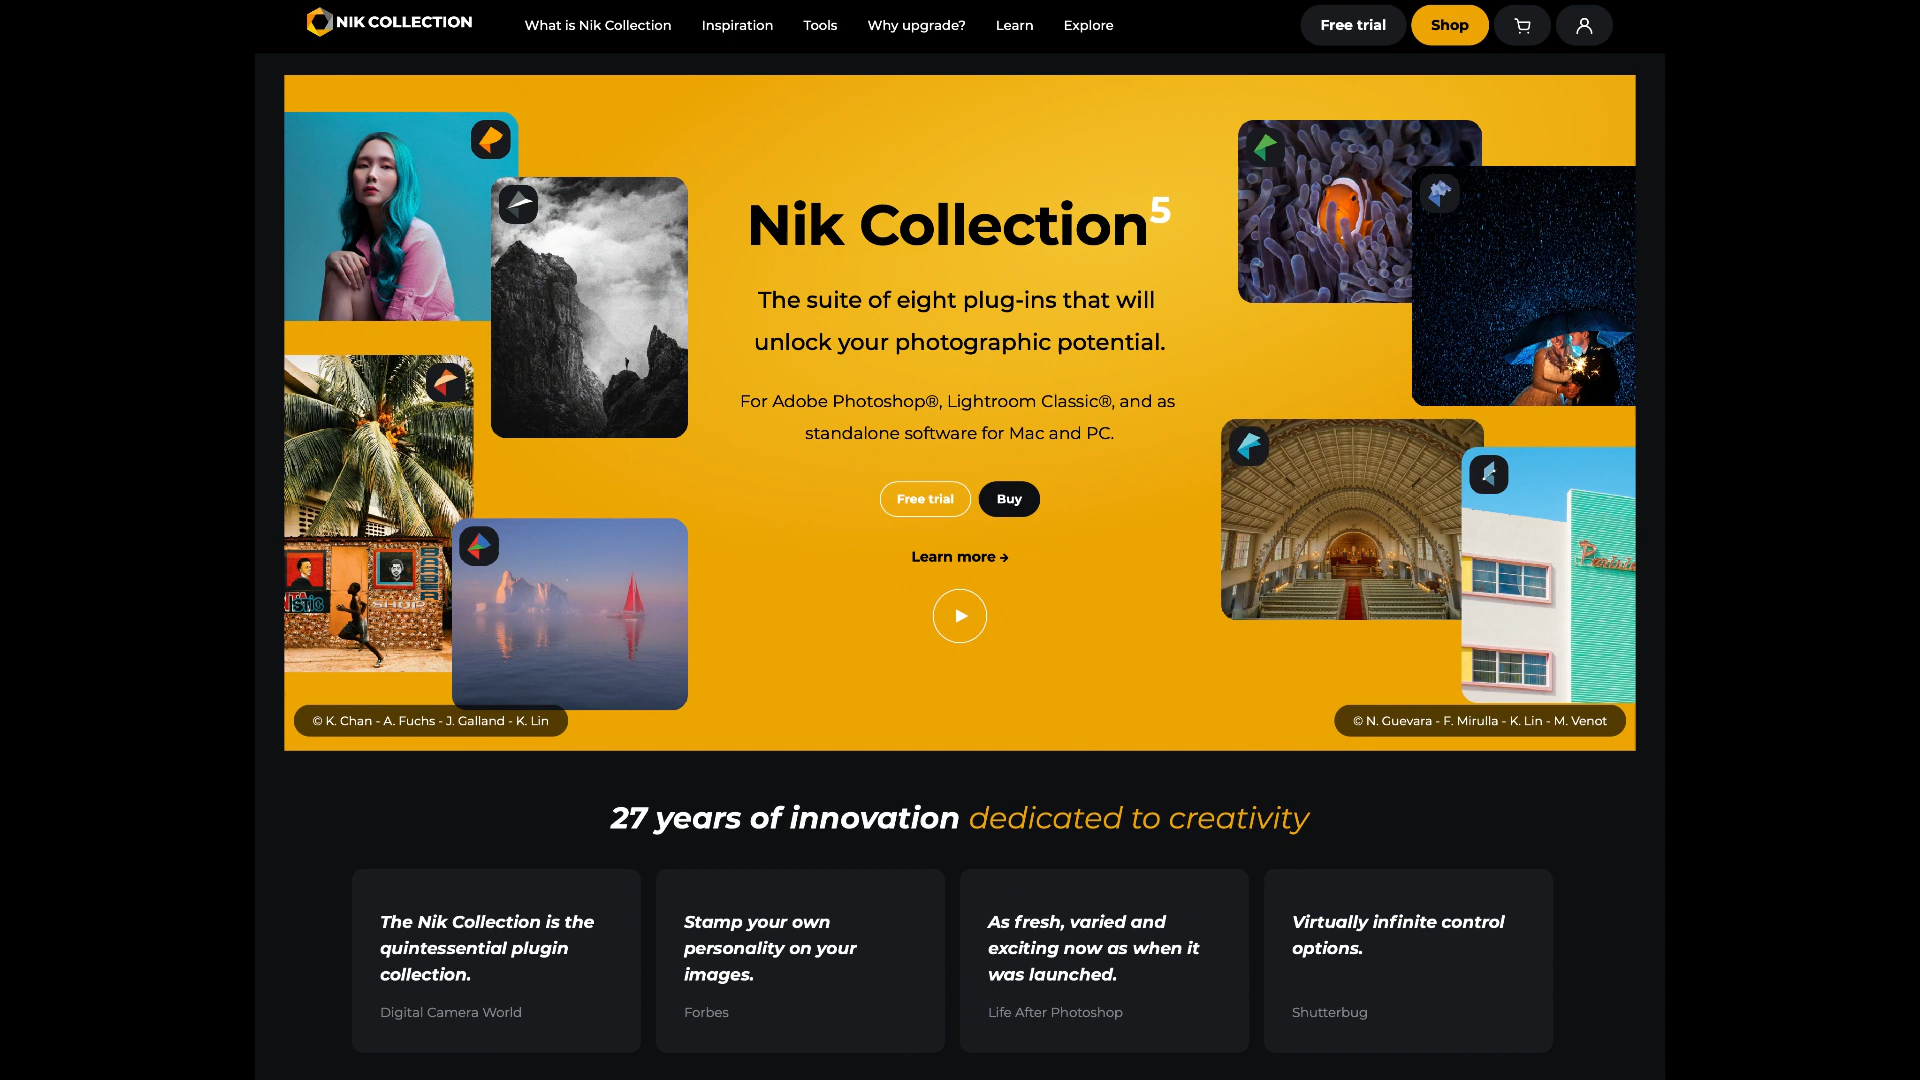 NIK COLLECTION
What is Nik Collection
Inspiration
Tools
Why upgrade?
Learn
Explore
Free trial
Shop
Nik Collection5
The suite of eight plug-ins that will
unlock your photographic potential.
For Adobe Photoshop®, Lightroom Classic®, and as
standalone software for Mac and PC.
Free trial
Buy
Learn more →
BARBER
SHOP
© K. Chan - A. Fuchs - J. Galland - K. Lin
© N. Guevara - F. Mirulla - K. Lin - M. Venot
27 years of innovation dedicated to creativity
The Nik Collection is the
quintessential plugin
collection.
Digital Camera World
Stamp your own
personality on your
images.
Forbes
As fresh, varied and
exciting now as when it
was launched.
Life After Photoshop
Virtually infinite control
options.
Shutterbug